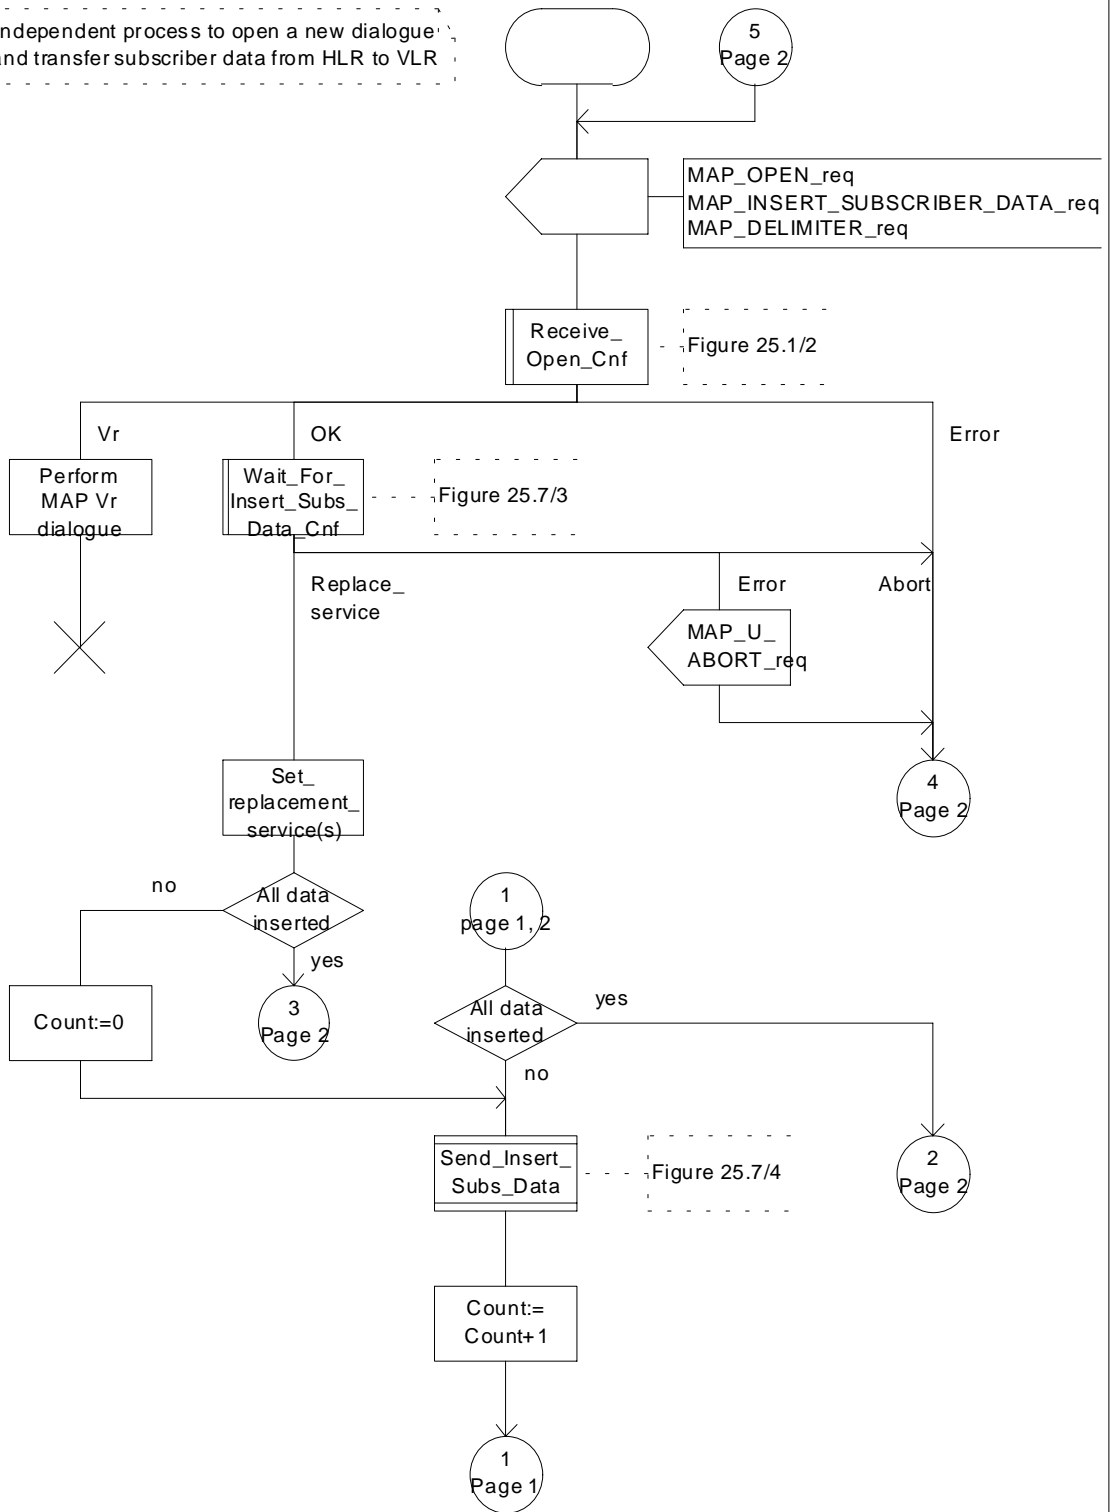 ndependent process to open a new dialogue
nd transfer subscriber data from HLR to VLR
5
Page 2
MAP_OPEN_req
MAP_INSERT_SUBSCRIBER_DATA_req
MAP_DELIMITER_req
Receive_
Open_Cnf
Figure 25.1/2
Vr
OK
Error
Perform
MAP Vr
dialogue
Wait_For_
Insert_Subs_
Data_Cnf
Figure 25.7/3
Replace_
service
Error
Abort
MAP_U_
ABORT_req
Set_
replacement_
service(s)
4
Page 2
no
All data
inserted
yes
1
page 1, 2
Count:=0
3
Page 2
All data
inserted
yes
no
Send_Insert_
Subs_Data
Figure 25.7/4
2
Page 2
Count:=
Count+1
1
Page 1